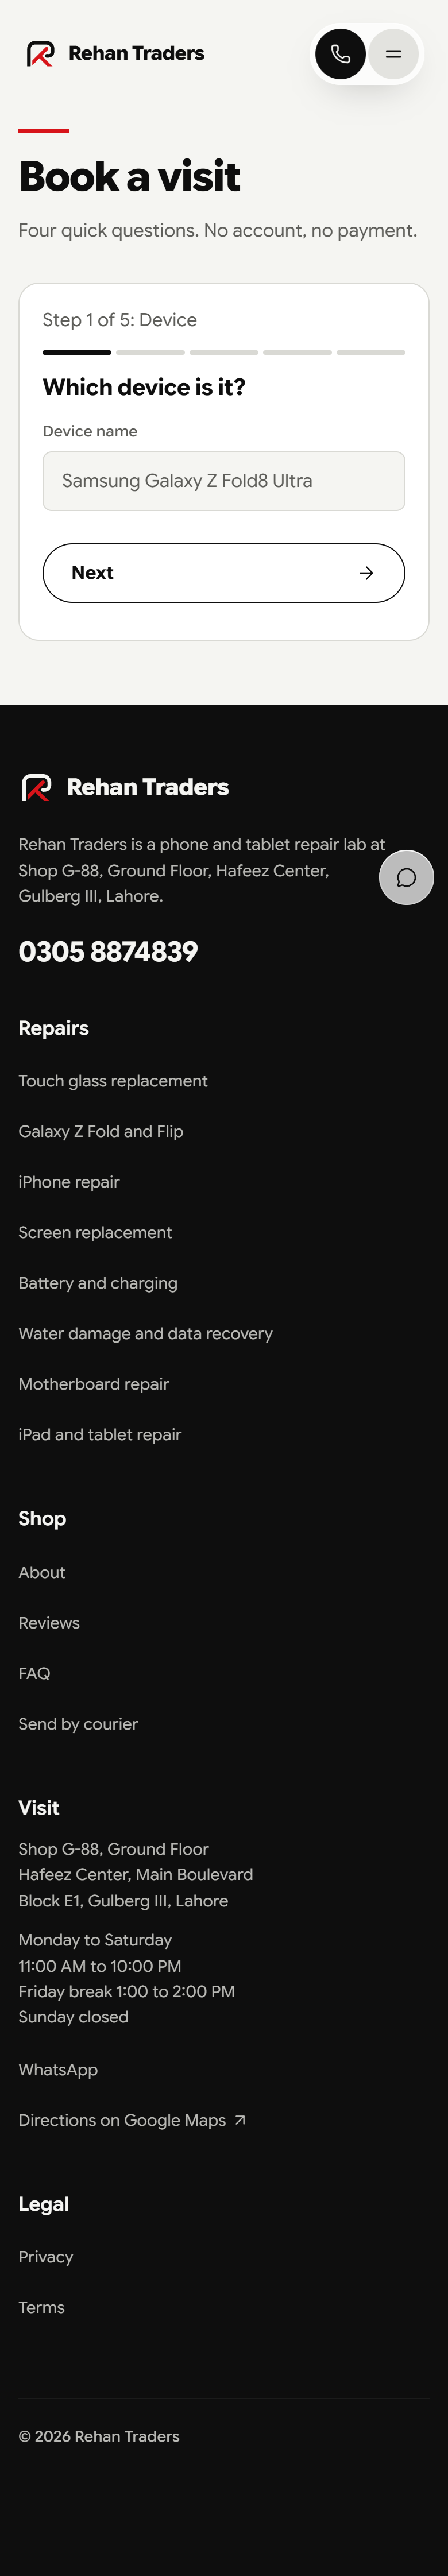 Rehan Traders
Book a visit
Four quick questions. No account, no payment.
Step 1 of 5: Device
Which device is it?
Device name
Samsung Galaxy Z Fold8 Ultra
Next
Rehan Traders
Rehan Traders is a phone and tablet repair lab at
Shop G-88, Ground Floor, Hafeez Center,
Gulberg III, Lahore.
0305 8874839
Repairs
Touch glass replacement
Galaxy Z Fold and Flip
iPhone repair
Screen replacement
Battery and charging
Water damage and data recovery
Motherboard repair
iPad and tablet repair
Shop
About
Reviews
FAQ
Send by courier
Visit
Shop G-88, Ground Floor
Hafeez Center, Main Boulevard
Block E1, Gulberg III, Lahore
Monday to Saturday
11:00 AM to 10:00 PM
Friday break 1:00 to 2:00 PM
Sunday closed
WhatsApp
Directions on Google Maps
Legal
Privacy
Terms
© 2026 Rehan Traders